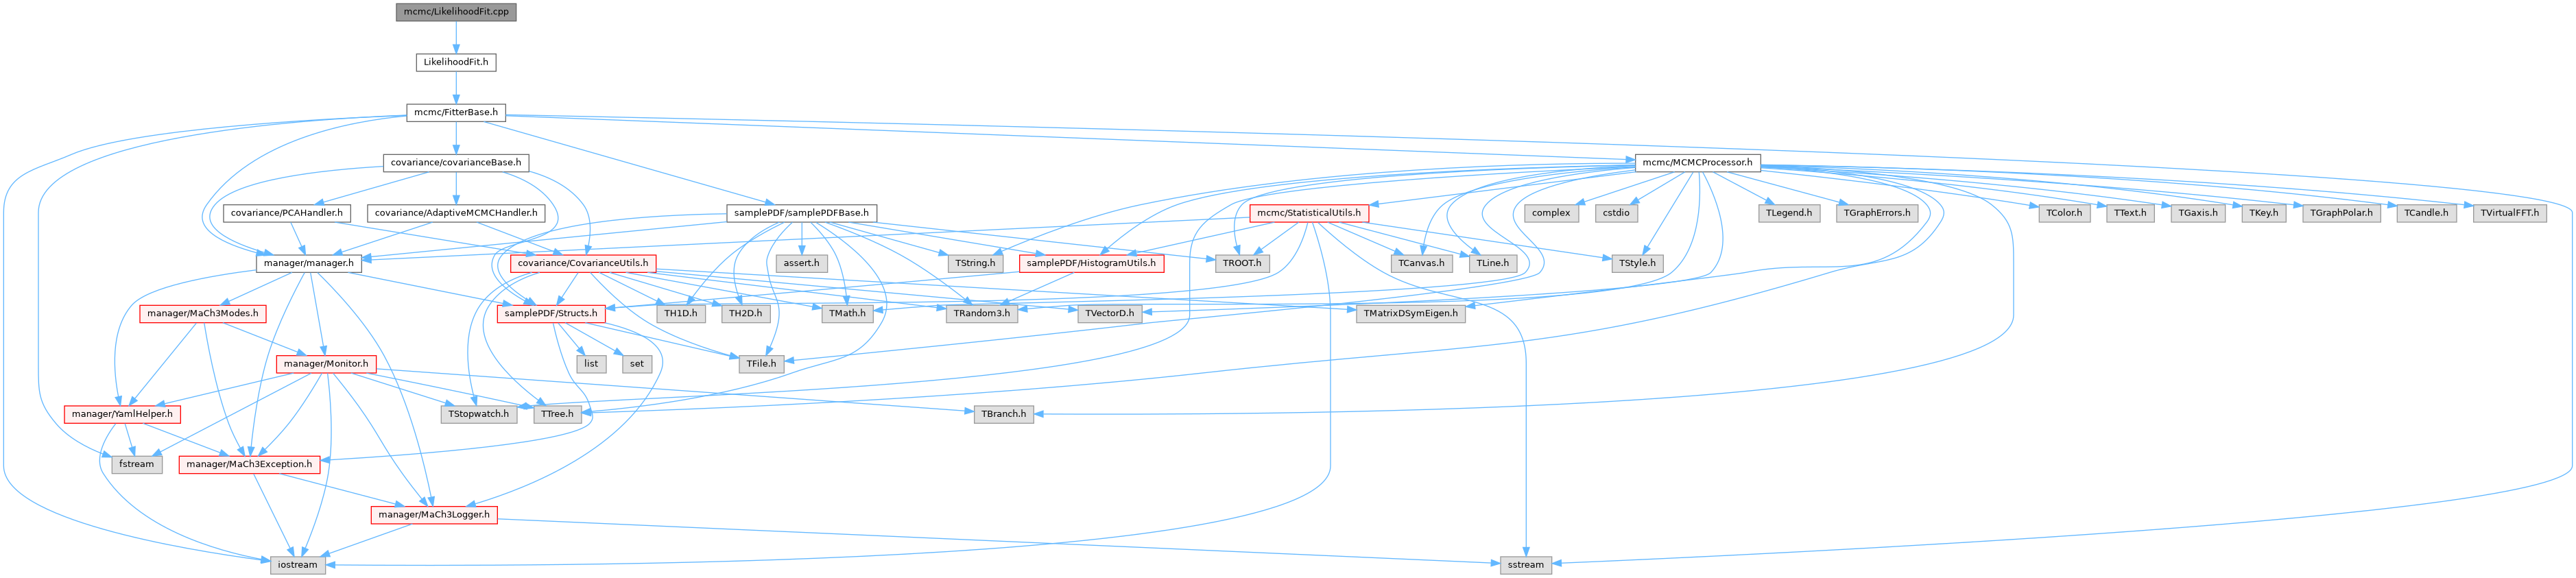 mcmc/LikelihoodFit.cpp
LikelihoodFit.h
mcmc/FitterBase.h
covariance/covarianceBase.h
mcmc/MCMCProcessor.h
covariance/PCAHandler.h
covariance/AdaptiveMCMCHandler.h
samplePDF/samplePDFBase.h
mcmc/StatisticalUtils.h
complex
cstdio
TLegend.h
TGraphErrors.h
TColor.h
TText.h
TGaxis.h
TKey.h
TGraphPolar.h
TCandle.h
TVirtualFFT.h
manager/manager.h
covariance/CovarianceUtils.h
assert.h
TString.h
samplePDF/HistogramUtils.h
TROOT.h
TCanvas.h
TLine.h
TStyle.h
manager/MaCh3Modes.h
samplePDF/Structs.h
TH1D.h
TH2D.h
TMath.h
TRandom3.h
TVectorD.h
TMatrixDSymEigen.h
manager/Monitor.h
list
set
TFile.h
manager/YamlHelper.h
TStopwatch.h
TTree.h
TBranch.h
fstream
manager/MaCh3Exception.h
manager/MaCh3Logger.h
iostream
sstream